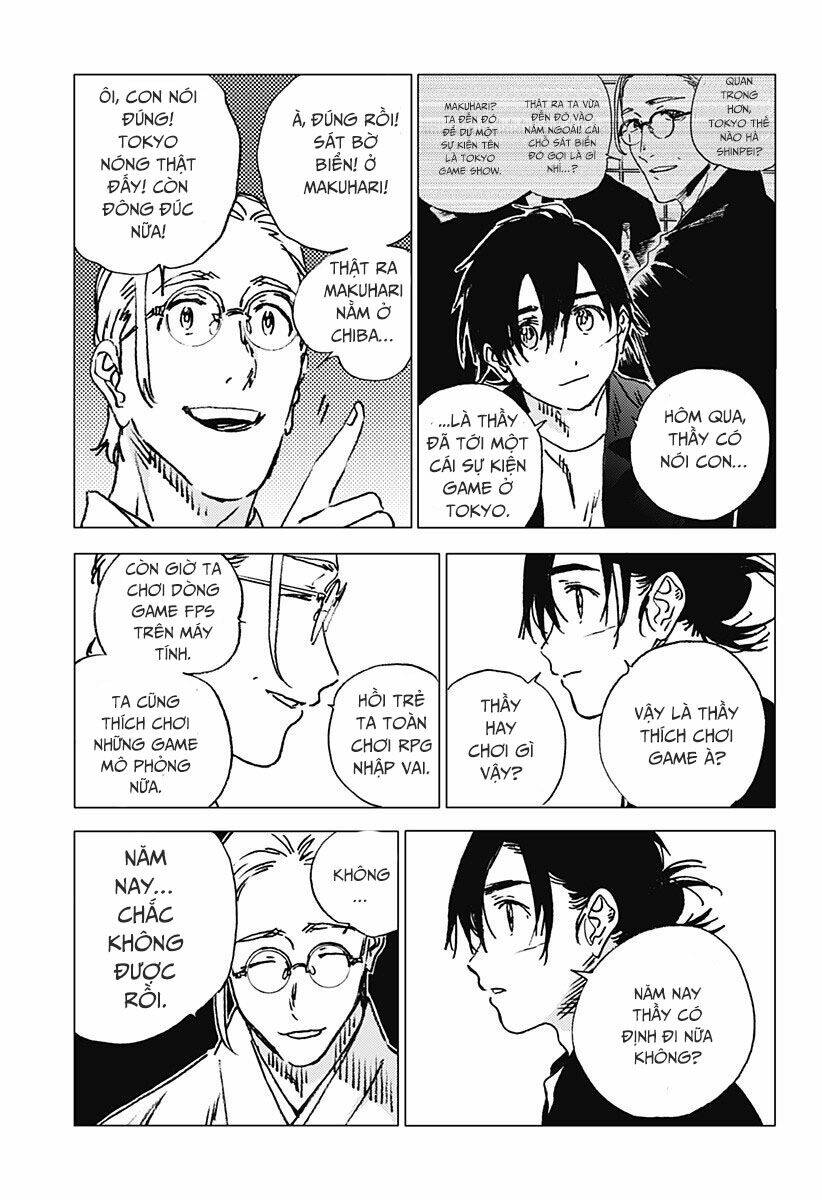 QUAN
TRỌNG
HƠN,
TOKYO THẾ
NÀO HẢ
SHINPEI?
THẬT RA TA VỪA
ĐẾN ĐÓ VÀO
NĂM NGOÁI! CÁI
CHỖ SÁT BIỂN
ĐÓ GỌI LÀ GÌ
NHỈ...?
MAKUHARI?
TA ĐẾN ĐÓ
ĐỂ DỰ MỘT
SỰ KIỆN TÊN
LÀ TOKYO
GAME SHOW.
HÔM QUA,
THẦY CÓ
NÓI CON...
...LÀ THẦY
ĐÃ TỚI MỘT
CÁI SỰ KIỆN
GAME Ở
TOKYO.
À, ĐÚNG RỒI!
SÁT BỜ
BIỂN! Ở
MAKUHARI!
THẬT RA
MAKUHARI
NẰM Ở
CHIBA...
ÔI, CON NÓI
ĐÚNG!
TOKYO
NÓNG THẬT
ĐẤY! CÒN
ĐÔNG ĐÚC
NỮA!
VẬY LÀ THẦY
THÍCH CHƠI
GAME À?
THẦY
HAY
CHƠI GÌ
VẬY?
HỒI TRẺ
TA TOÀN
CHƠI RPG
NHẬP VAI.
CÒN GIỜ TA
CHƠI DÒNG
GAME FPS
TRÊN MÁY
TÍNH.
TA CŨNG
THÍCH CHƠI
NHỮNG GAME
MÔ PHỎNG
NỮA.
NĂM NAY
THẦY CÓ
ĐỊNH ĐI NỮA
KHÔNG?
KHÔNG
...
NĂM
NAY...
CHẮC
KHÔNG
ĐƯỢC
RỒI.